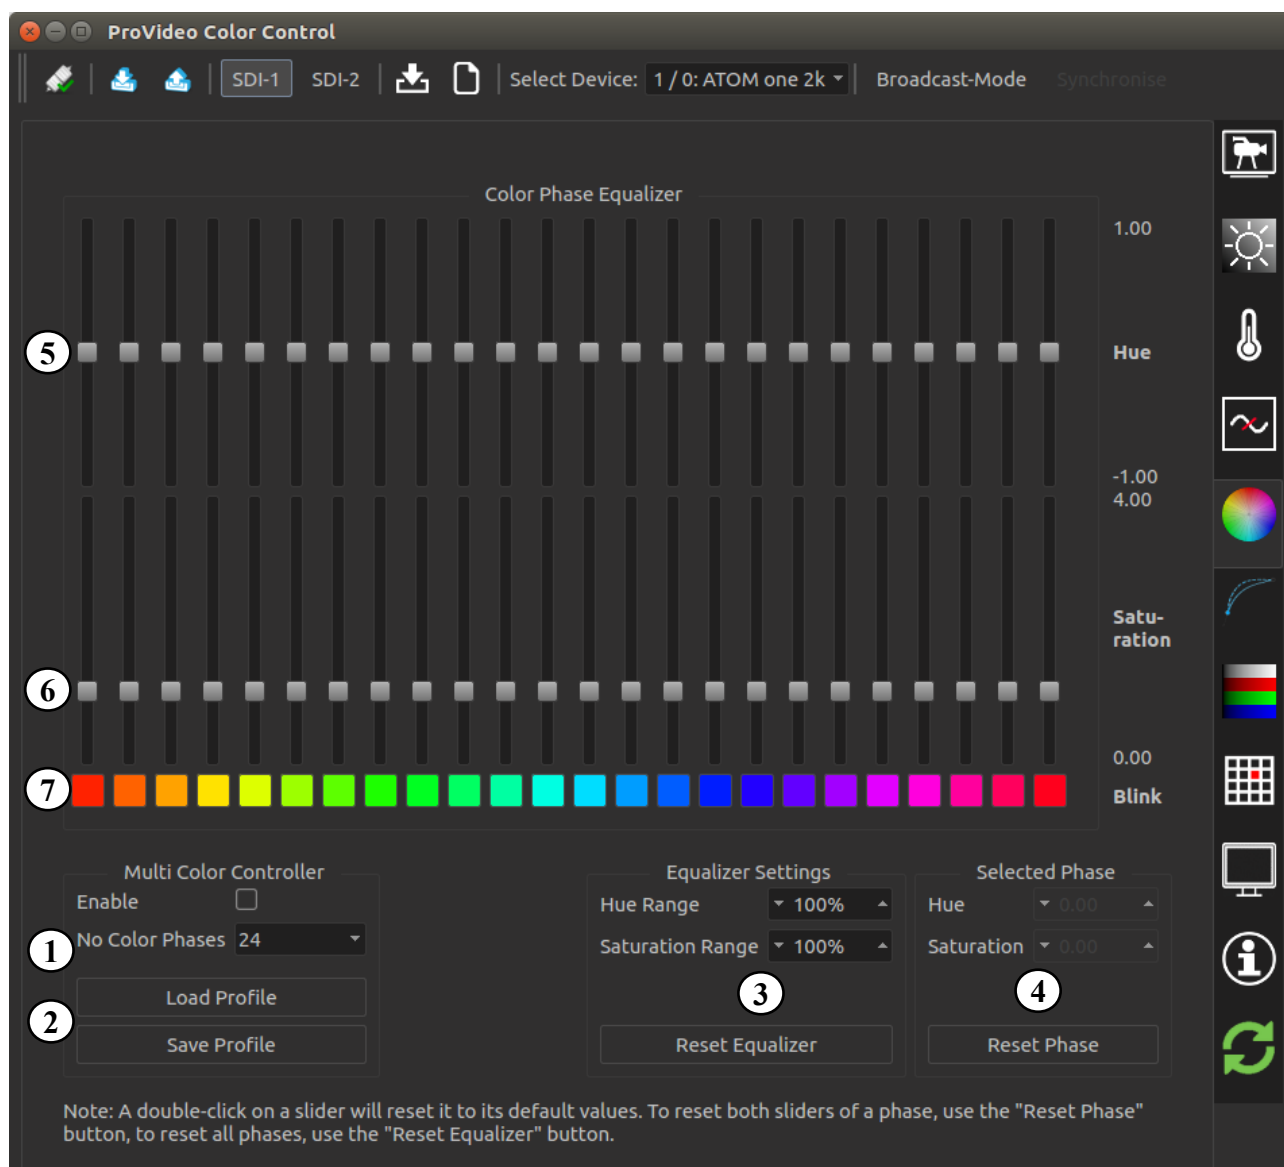 ProVideo Color Control
SDI-1 SDI-2 Select Device: 1 / 0: ATOM one 2k Broadcast-Mode Synchronise
Color Phase Equalizer
1.00
5 Hue
-1.00
4.00
Satu-
ration
6
0.00
7 Blink
Multi Color Controller Equalizer Settings Selected Phase
Enable Hue Range 100% Hue 0.00
1 No Color Phases 24 Saturation Range 100% Saturation 0.00
3 4
Load Profile
2
Save Profile Reset Equalizer Reset Phase
Note: A double-click on a slider will reset it to its default values. To reset both sliders of a phase, use the "Reset Phase"
button, to reset all phases, use the "Reset Equalizer" button.